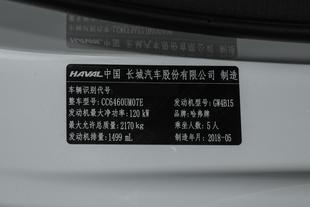 HAVAL 中国 长城汽车股份有限公司 制造
车辆识别代号:
整车型号: CC6460UM07E 发动机型号: GW4B15
发动机最大净功率: 120 kW 品牌: 哈弗牌
最大允许总质量: 2170 kg 乘坐人数: 5 人
发动机排量: 1499 mL 制造年月: 2018-05